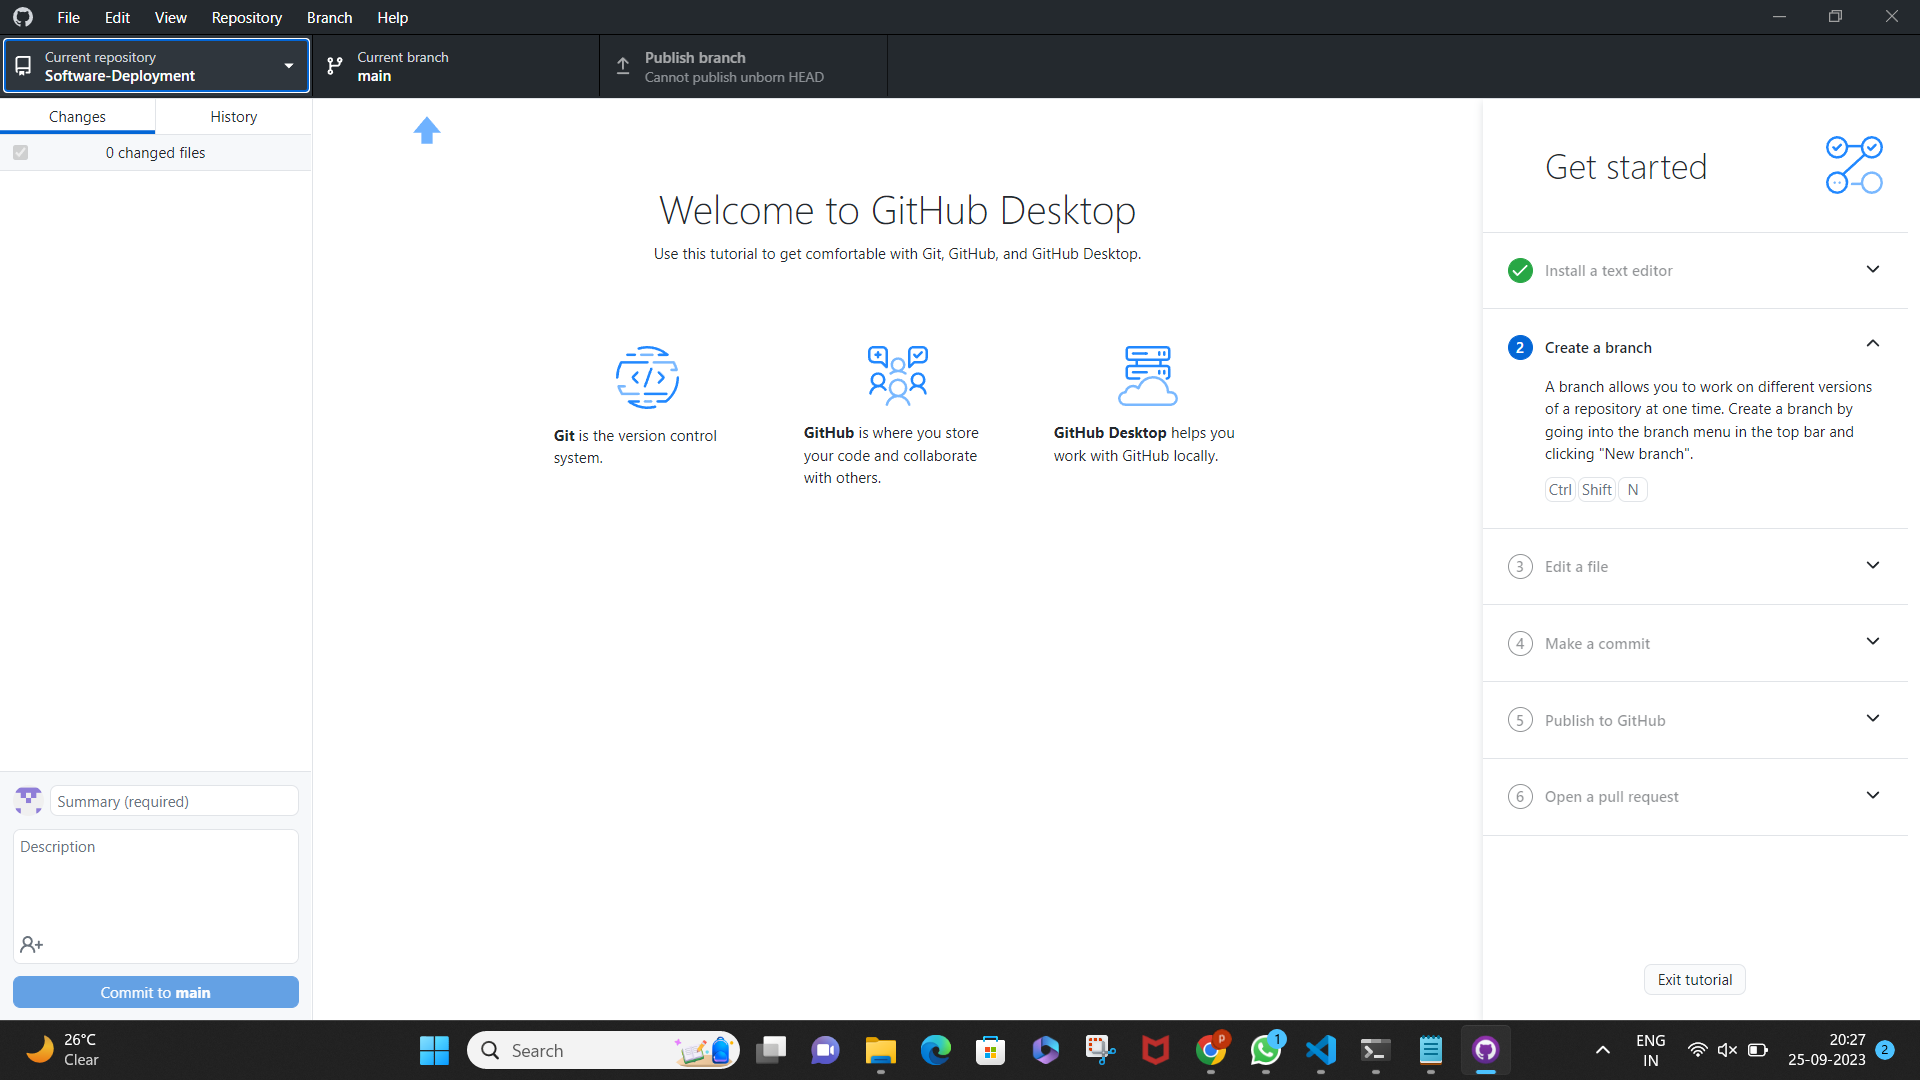 File Edit View Repository Branch Help
Current repository
Software-Deployment
Current branch
main
Publish branch
Cannot publish unborn HEAD
Changes History
0 changed files
Welcome to GitHub Desktop
Use this tutorial to get comfortable with Git, GitHub, and GitHub Desktop.
Git is the version control
system.
GitHub is where you store
your code and collaborate
with others.
GitHub Desktop helps you
work with GitHub locally.
Get started
Install a text editor
2 Create a branch
A branch allows you to work on different versions
of a repository at one time. Create a branch by
going into the branch menu in the top bar and
clicking "New branch".
Ctrl Shift N
3 Edit a file
4 Make a commit
5 Publish to GitHub
6 Open a pull request
Exit tutorial
Summary (required)
Description
Commit to main
26°C
Clear
Search
P
1
ENG
IN
20:27
25-09-2023
2